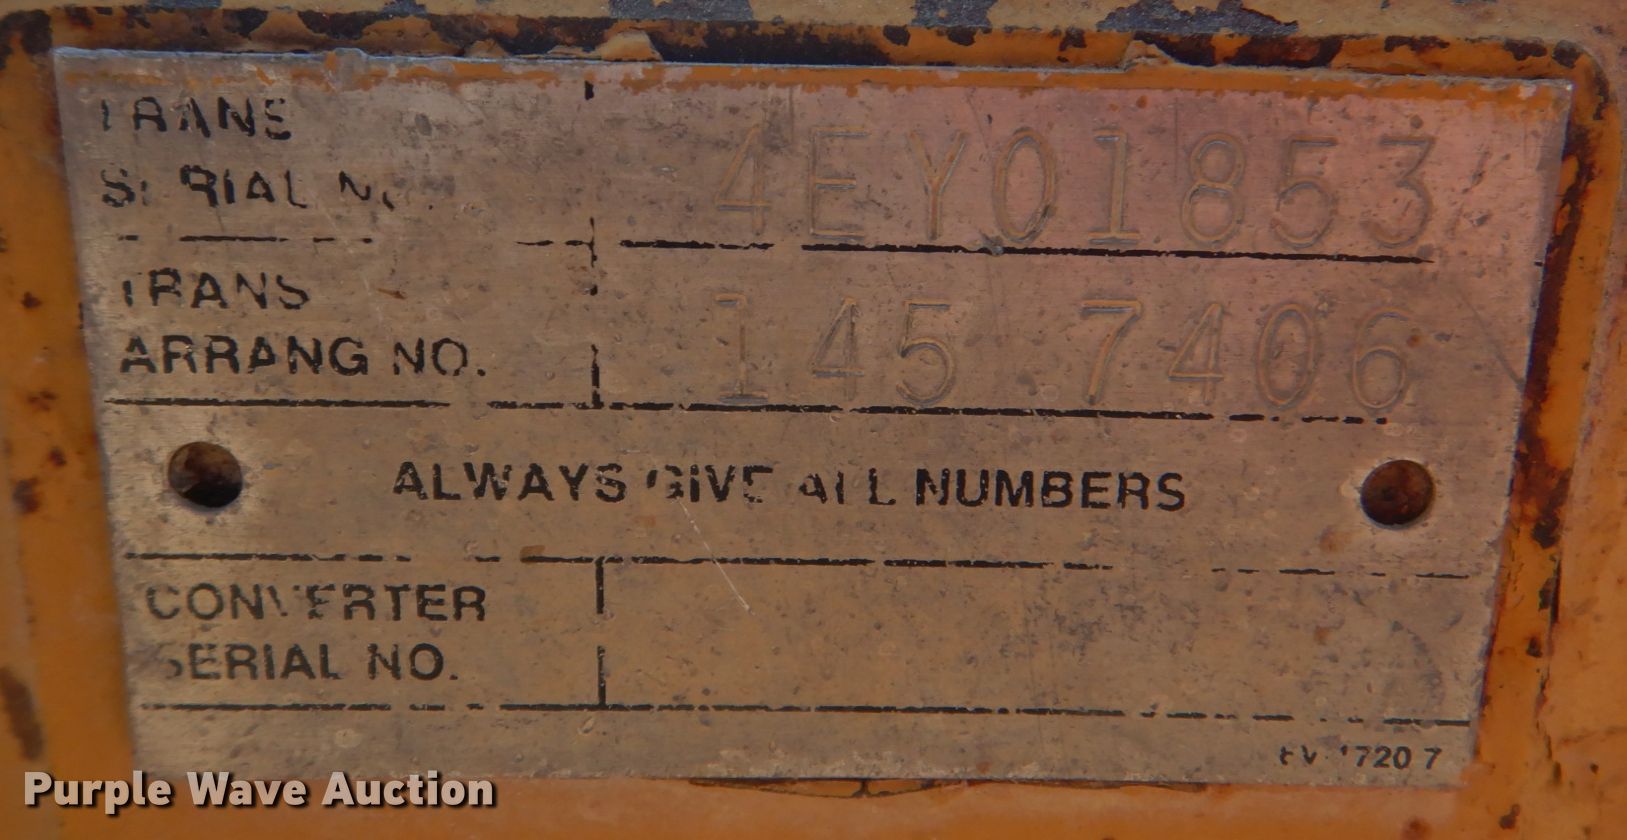 TRANS
SERIAL NO. 4EY01853
TRANS
ARRANG NO. 145 7406
ALWAYS GIVE ALL NUMBERS
CONVERTER
SERIAL NO.
Purple Wave Auction